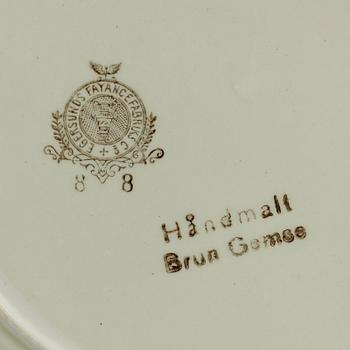 EGERSUNDS FAYANCEFABRIKS Co
8 8
Håndmalt
Brun Gemse